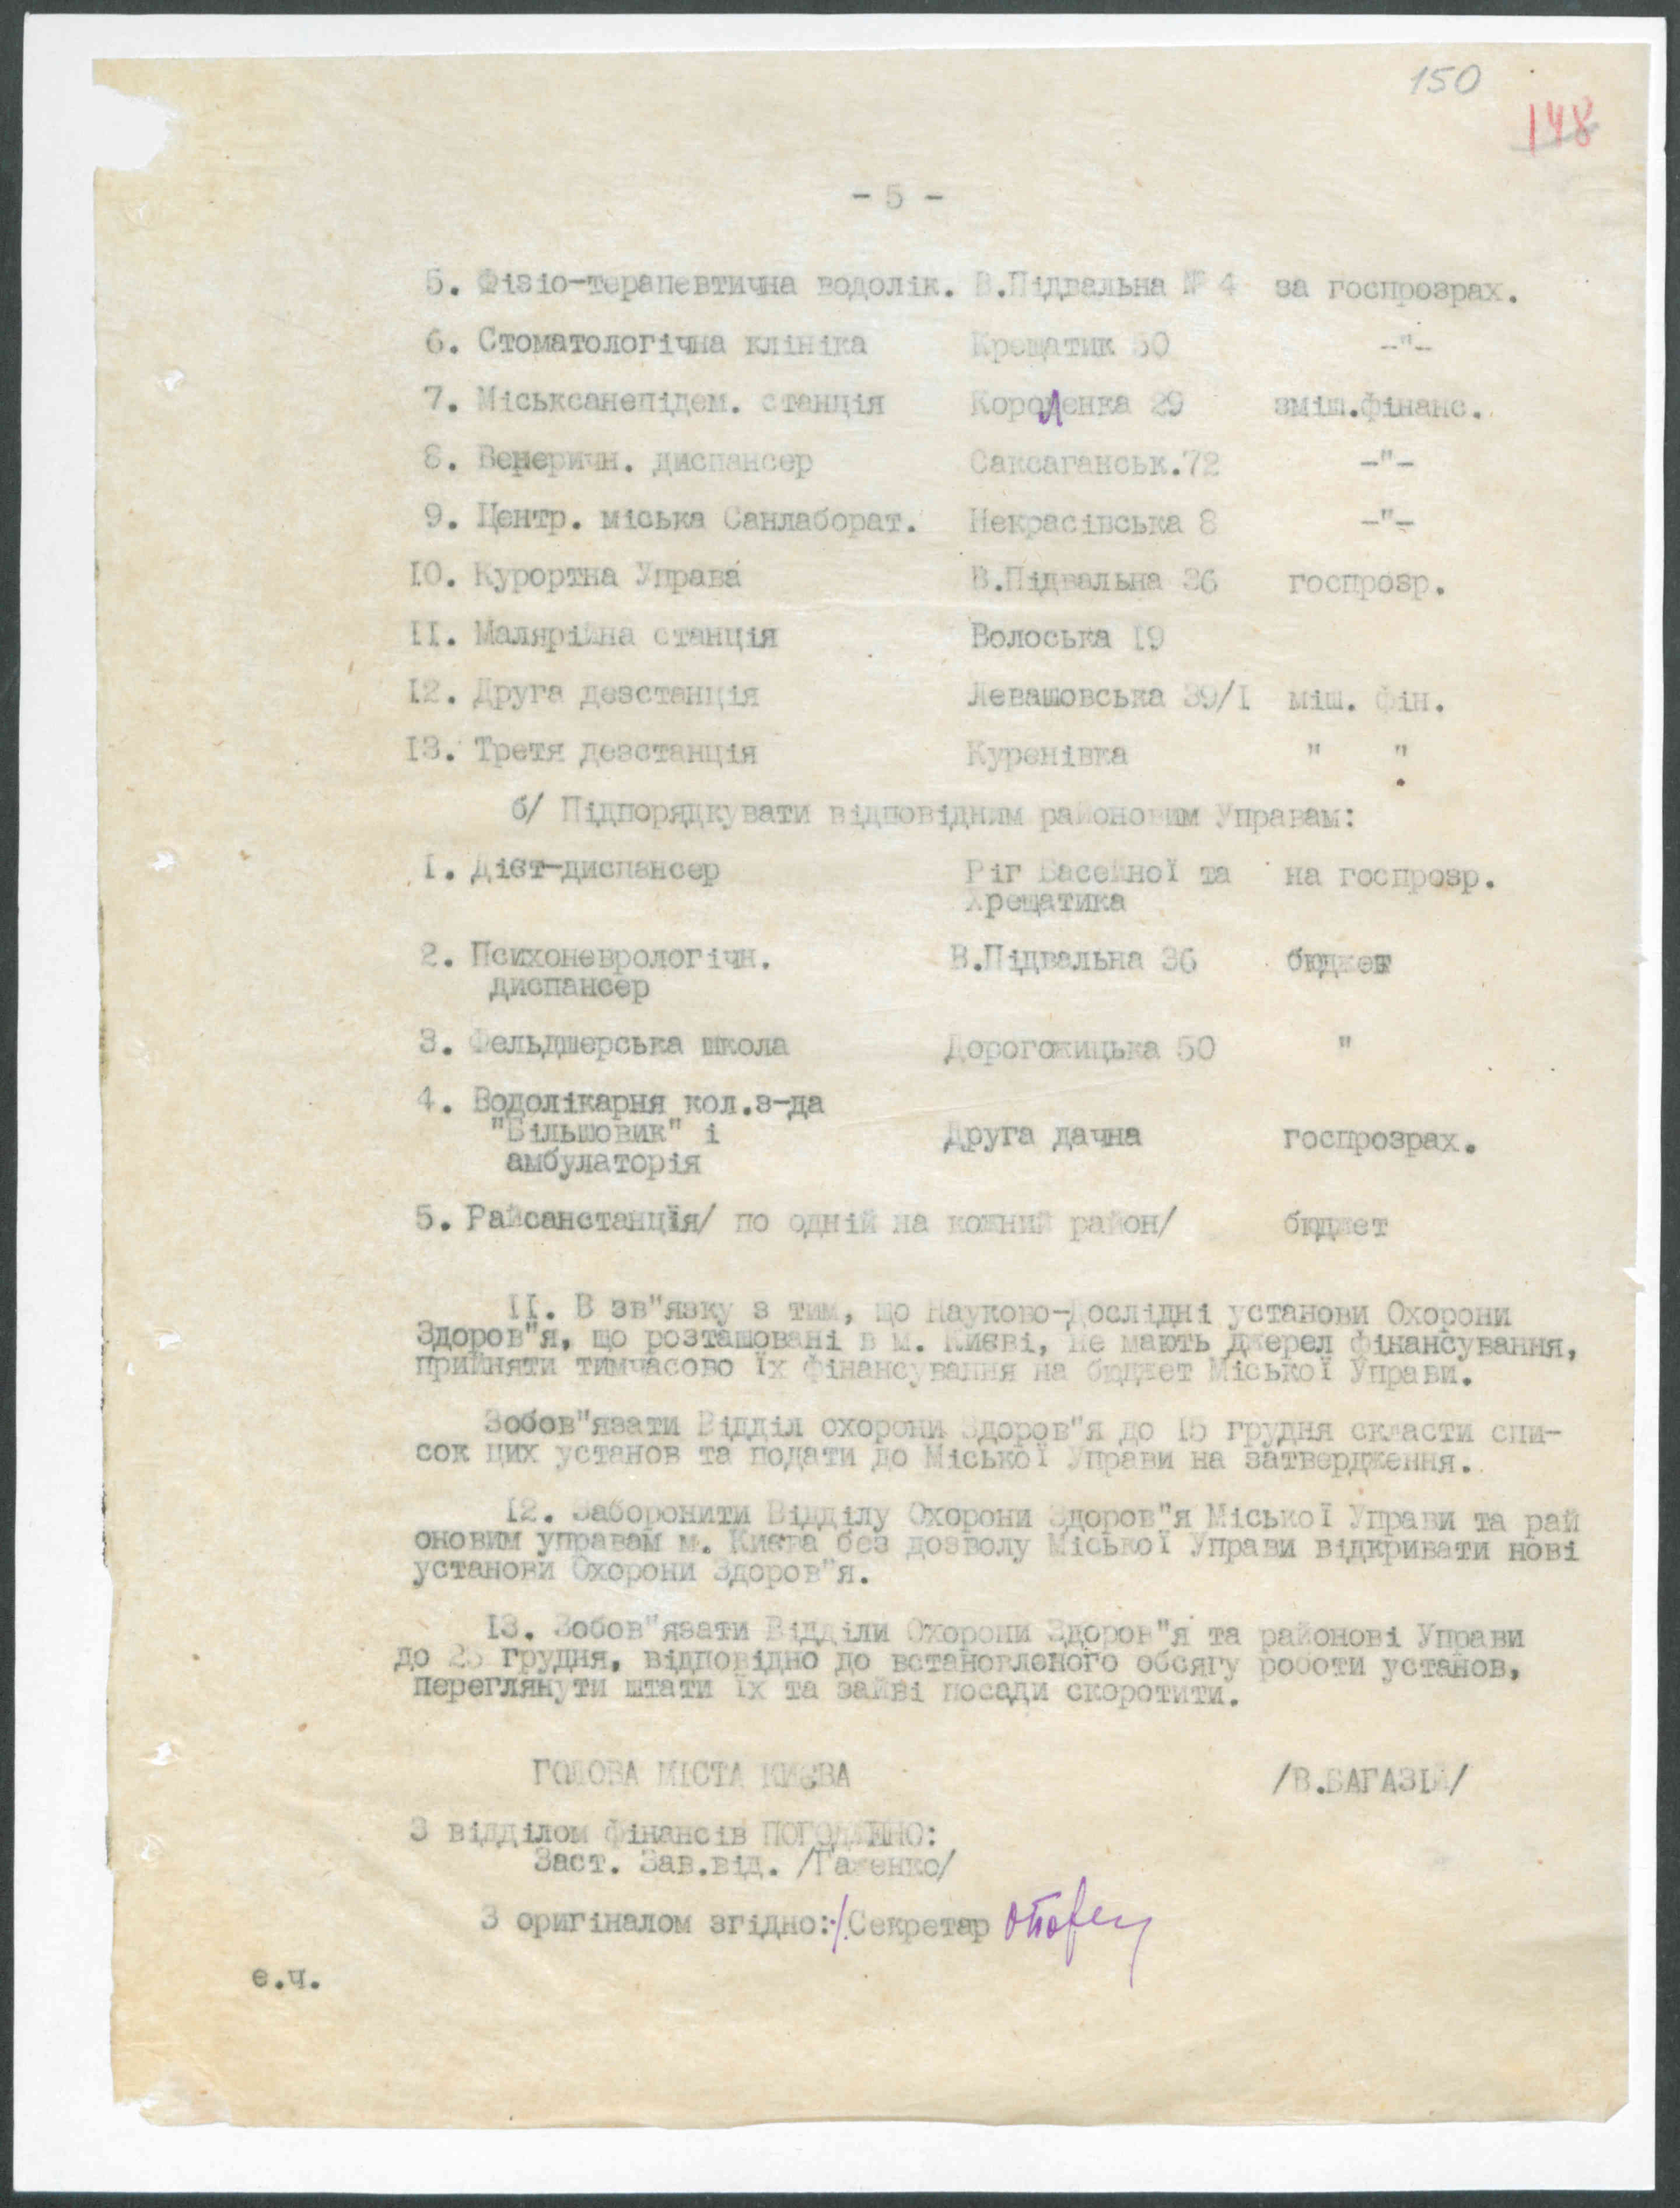 150
148
- 5 -
5. Фізіо-терапевтична водолік. В.Підвальна № 4 за госпрозрах.
6. Стоматологічна клініка Крещатик 50 -"-
7. Міськсанепідем. станція Короленка 29 зміш.фінанс.
8. Венеричн. диспансер Саксаганськ.72 -"-
9. Центр. міська Санлаборат. Некрасівська 8 -"-
10. Курортна Управа В.Підвальна 36 госпрозр.
II. Малярійна станція Волоська I9
I2. Друга дезстанція Левашовська 39/I міш. фін.
I3. Третя дезстанція Куренівка " "
б/ Підпорядкувати відповідним районовим Управам:
I. Дієт-диспансер Ріг Басейної та на госпрозр.
Хрещатика
2. Психоневрологічн. В.Підвальна 36 бюджет
диспансер
3. Фельдшерська школа Дорогожицька 50 "
4. Водолікарня кол.з-да
"Більшовик" і Друга дачна госпрозрах.
амбулаторія
5. Райсанстанція/ по одній на кожний район/ бюджет
II. В зв"язку з тим, що Науково-Дослідні установи Охорони
Здоров"я, що розташовані в м. Києві, не мають джерел фінансування,
прийняти тимчасово їх фінансування на бюджет Міської Управи.
Зобов"язати Відділ охорони Здоров"я до 15 грудня скласти спи-
сок цих установ та подати до Міської Управи на затвердження.
I2. Заборонити Відділу Охорони Здоров"я Міської Управи та рай
оновим управам м. Києва без дозволу Міської Управи відкривати нові
установи Охорони Здоров"я.
I3. Зобов"язати Відділи Охорони Здоров"я та районові Управи
до 25 грудня, відповідно до встановленого обсягу роботи установ,
переглянути штати їх та зайві посади скоротити.
ГОЛОВА МІСТА КИЄВА /В.БАГАЗІЙ/
З відділом фінансів ПОГОДЖЕНО:
Заст. Зав.від. /Гаженко/
З оригіналом згідно: Секретар
е.ч.